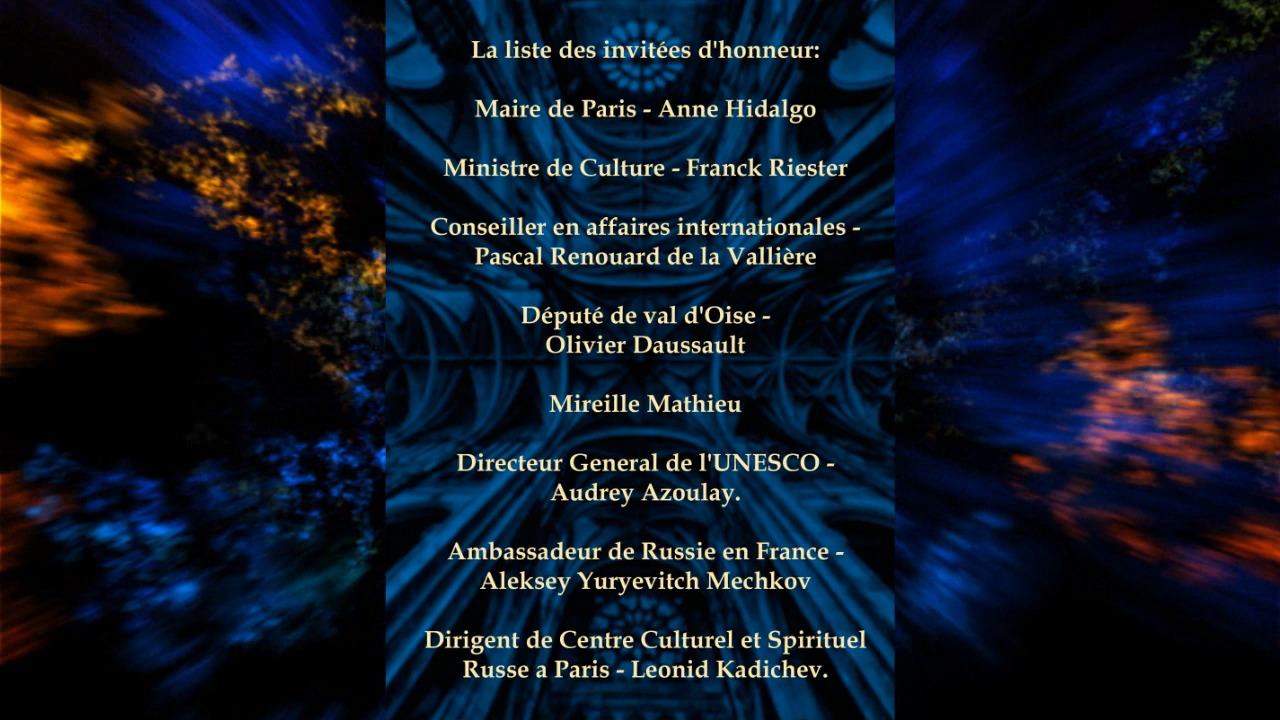 La liste des invitées d'honneur:
Maire de Paris - Anne Hidalgo
Ministre de Culture - Franck Riester
Conseiller en affaires internationales -
Pascal Renouard de la Vallière
Député de val d'Oise -
Olivier Daussault
Mireille Mathieu
Directeur General de l'UNESCO -
Audrey Azoulay.
Ambassadeur de Russie en France -
Aleksey Yuryevitch Mechkov
Dirigent de Centre Culturel et Spirituel
Russe a Paris - Leonid Kadichev.